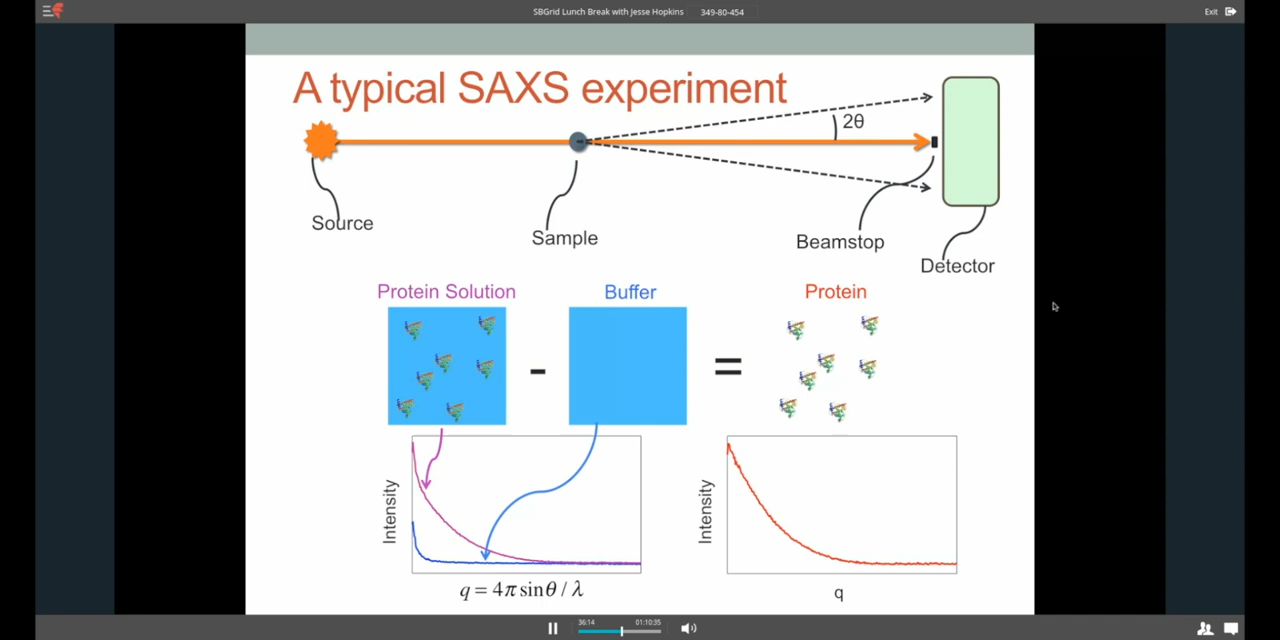 SBGrid Lunch Break with Jesse Hopkins 349-80-454
Exit
A typical SAXS experiment
2θ
Source
Sample
Beamstop
Detector
Protein Solution
Buffer
Protein
-
=
Intensity
Intensity
q = 4π sinθ / λ
q
36:14
01:10:35